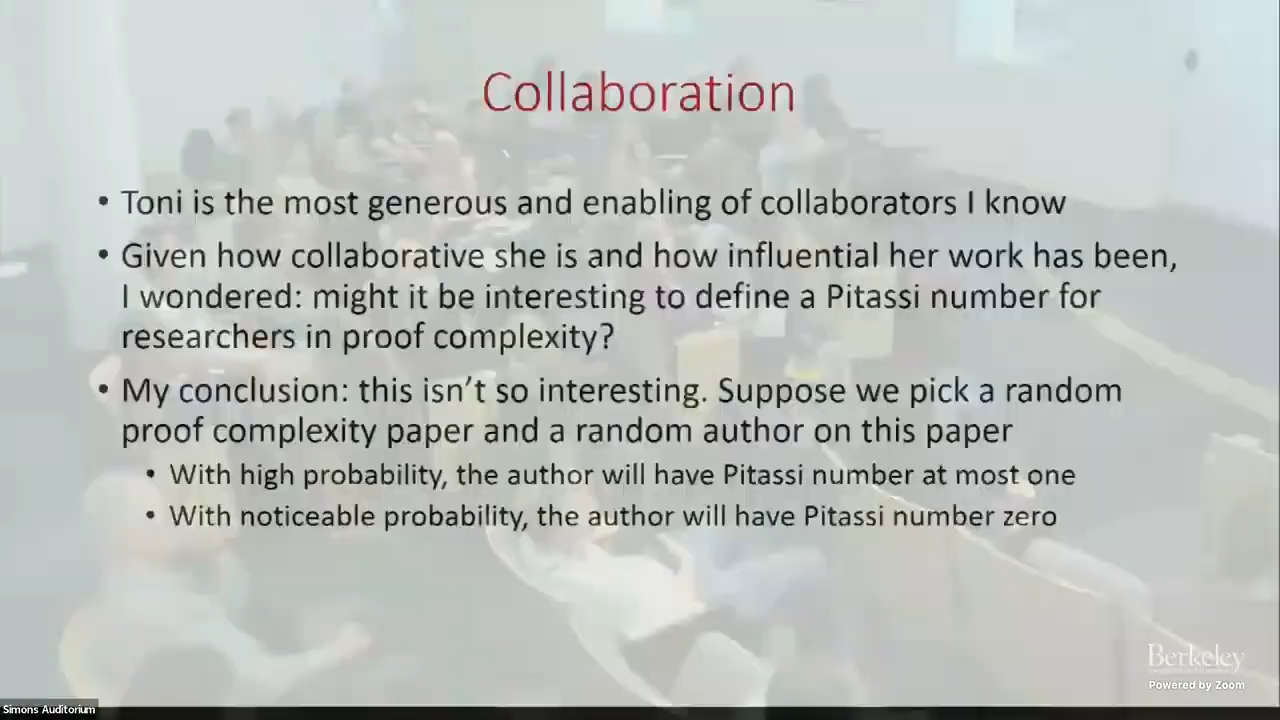 Collaboration
• Toni is the most generous and enabling of collaborators I know
• Given how collaborative she is and how influential her work has been,
I wondered: might it be interesting to define a Pitassi number for
researchers in proof complexity?
• My conclusion: this isn’t so interesting. Suppose we pick a random
proof complexity paper and a random author on this paper
• With high probability, the author will have Pitassi number at most one
• With noticeable probability, the author will have Pitassi number zero
Berkeley
Powered by Zoom
Simons Auditorium